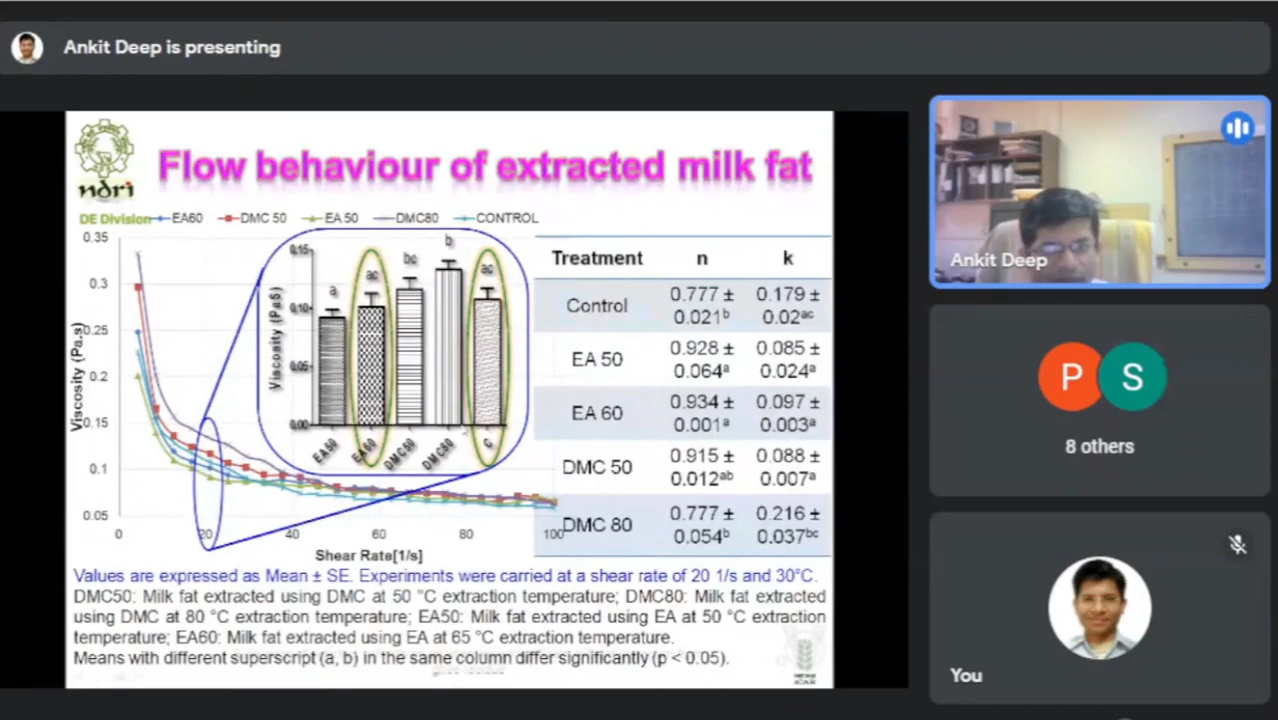 Ankit Deep is presenting
ndri
DE Division
Flow behaviour of extracted milk fat
EA60 DMC 50 EA 50 DMC80 CONTROL
0.35
0.3
0.25
0.2
0.15
0.1
0.05
0 20 40 60 80 100
Viscosity (Pa.s)
Shear Rate[1/s]
0.15
0.10
0.05
0.00
Viscosity (PaS)
a ac bc b ac
EA50 EA60 DMC50 DMC80 C
Treatment n k
Control 0.777 ± 0.021b 0.179 ± 0.02ac
EA 50 0.928 ± 0.064a 0.085 ± 0.024a
EA 60 0.934 ± 0.001a 0.097 ± 0.003a
DMC 50 0.915 ± 0.012ab 0.088 ± 0.007a
DMC 80 0.777 ± 0.054b 0.216 ± 0.037bc
Values are expressed as Mean ± SE. Experiments were carried at a shear rate of 20 1/s and 30°C.
DMC50: Milk fat extracted using DMC at 50 °C extraction temperature; DMC80: Milk fat extracted
using DMC at 80 °C extraction temperature; EA50: Milk fat extracted using EA at 50 °C extraction
temperature; EA60: Milk fat extracted using EA at 65 °C extraction temperature.
Means with different superscript (a, b) in the same column differ significantly (p < 0.05).
Ankit Deep
P S
8 others
You